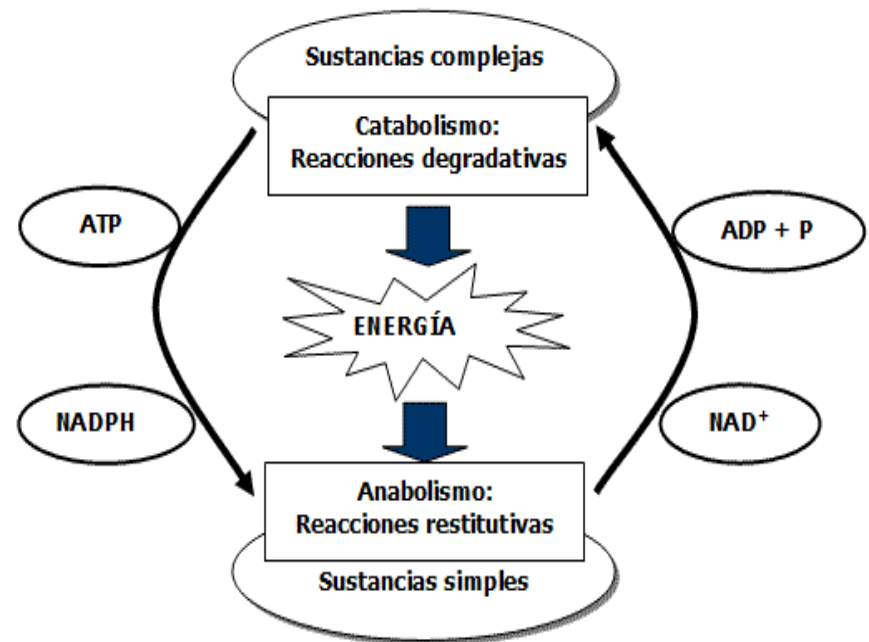 Sustancias complejas
Catabolismo:
Reacciones degradativas
ATP
ADP + P
ENERGÍA
NADPH
NAD⁺
Anabolismo:
Reacciones restitutivas
Sustancias simples